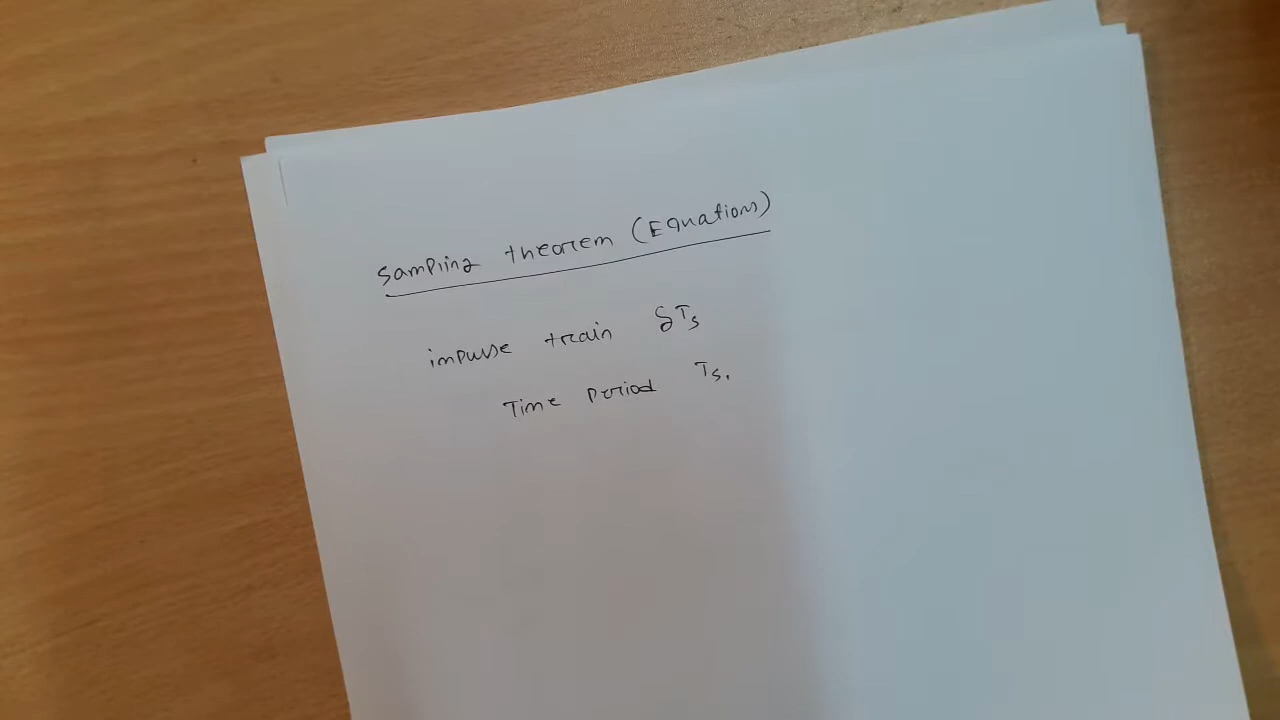 Sampling theorem (Equations)
impulse train δTs
Time period Ts.